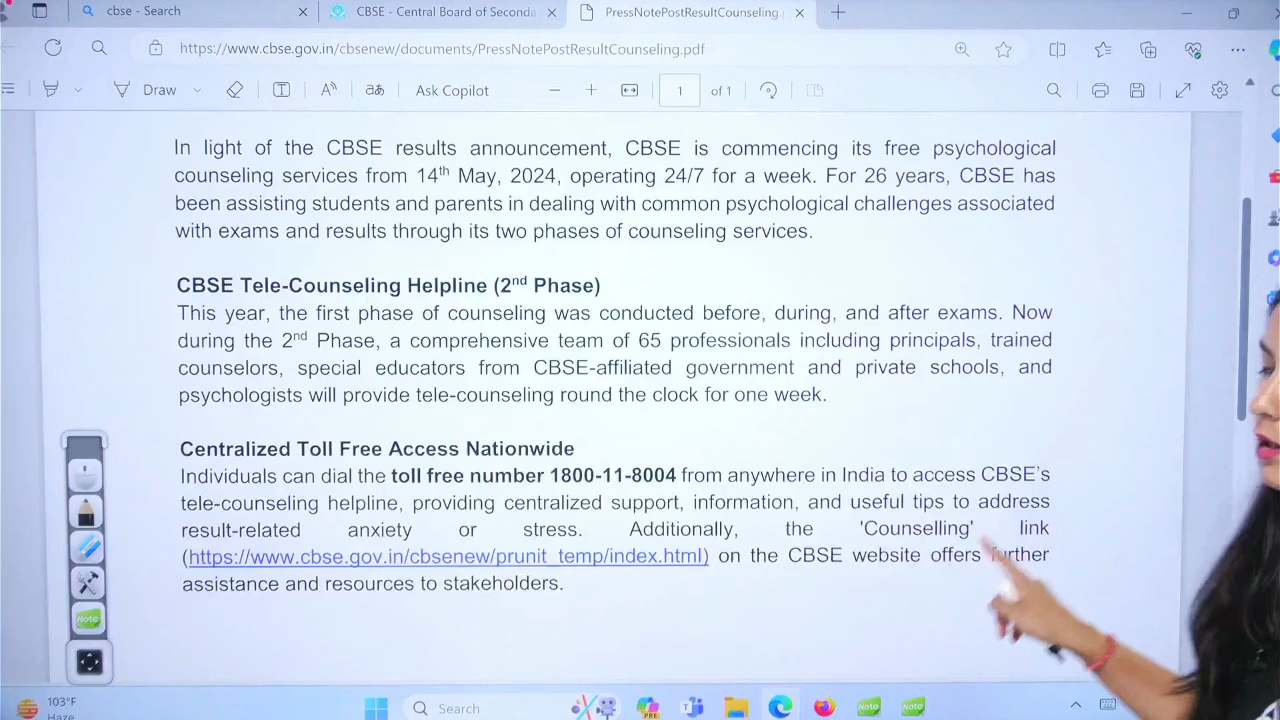 cbse - Search
CBSE - Central Board of Seconda
PressNotePostResultCounseling
https://www.cbse.gov.in/cbsenew/documents/PressNotePostResultCounseling.pdf
Draw
aあ
Ask Copilot
1 of 1
In light of the CBSE results announcement, CBSE is commencing its free psychological
counseling services from 14th May, 2024, operating 24/7 for a week. For 26 years, CBSE has
been assisting students and parents in dealing with common psychological challenges associated
with exams and results through its two phases of counseling services.
CBSE Tele-Counseling Helpline (2nd Phase)
This year, the first phase of counseling was conducted before, during, and after exams. Now
during the 2nd Phase, a comprehensive team of 65 professionals including principals, trained
counselors, special educators from CBSE-affiliated government and private schools, and
psychologists will provide tele-counseling round the clock for one week.
Centralized Toll Free Access Nationwide
Individuals can dial the toll free number 1800-11-8004 from anywhere in India to access CBSE's
tele-counseling helpline, providing centralized support, information, and useful tips to address
result-related anxiety or stress. Additionally, the 'Counselling' link
(https://www.cbse.gov.in/cbsenew/prunit_temp/index.html) on the CBSE website offers further
assistance and resources to stakeholders.
Note
103°F
Haze
Search
PRE
Note
Note